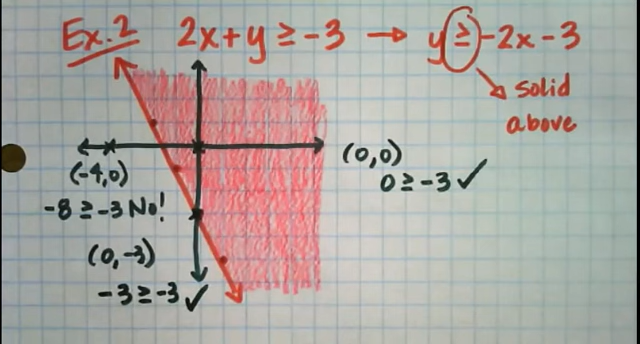 Ex. 2 2x+y ≥ -3 → y ≥ -2x - 3
solid
above
(0,0)
0 ≥ -3 ✓
(-4,0)
-8 ≥ -3 No!
(0,-3)
-3 ≥ -3 ✓